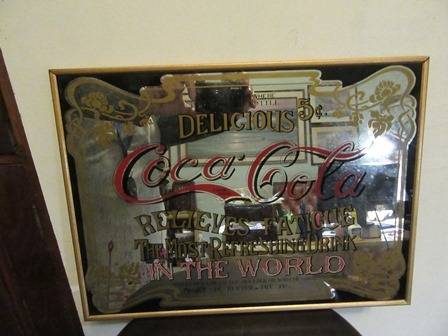 DELICIOUS 5¢
Coca-Cola
RELIEVES FATIGUE
THE MOST REFRESHING DRINK
IN THE WORLD